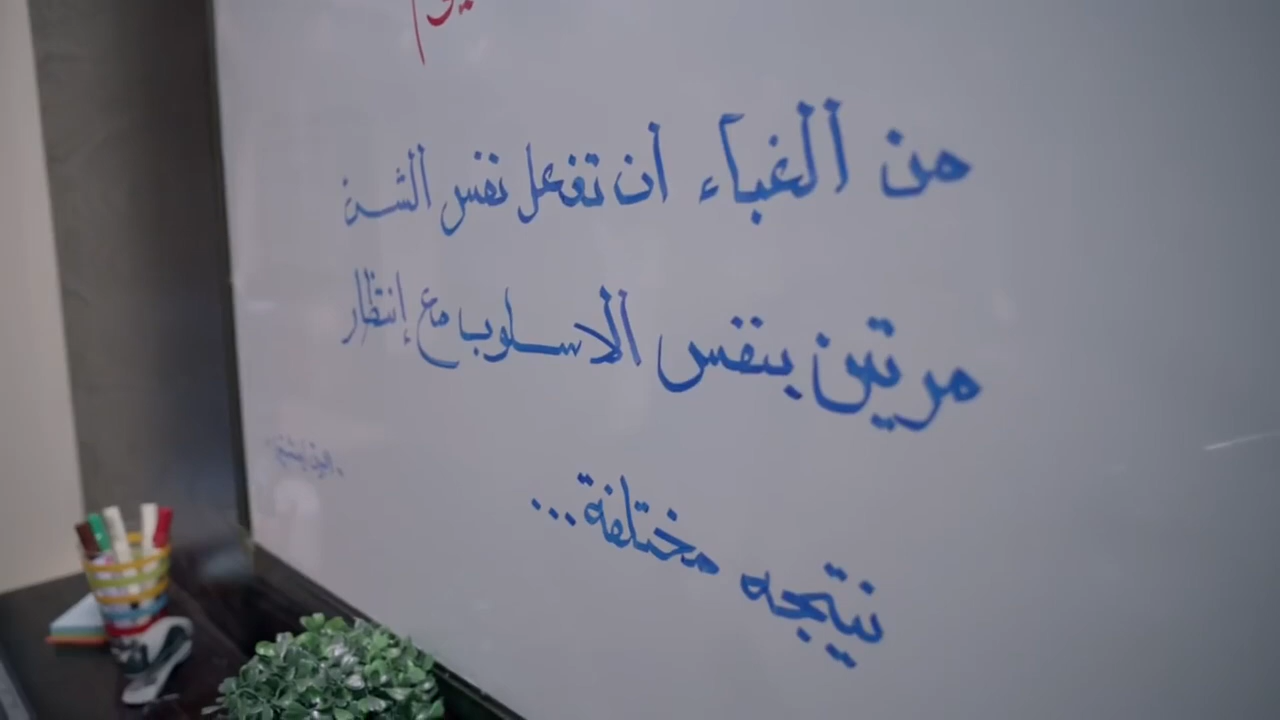 من الغباء أن تفعل نفس الشئ
مرتين بنفس الاسلوب مع إنتظار
نتيجه مختلفة...